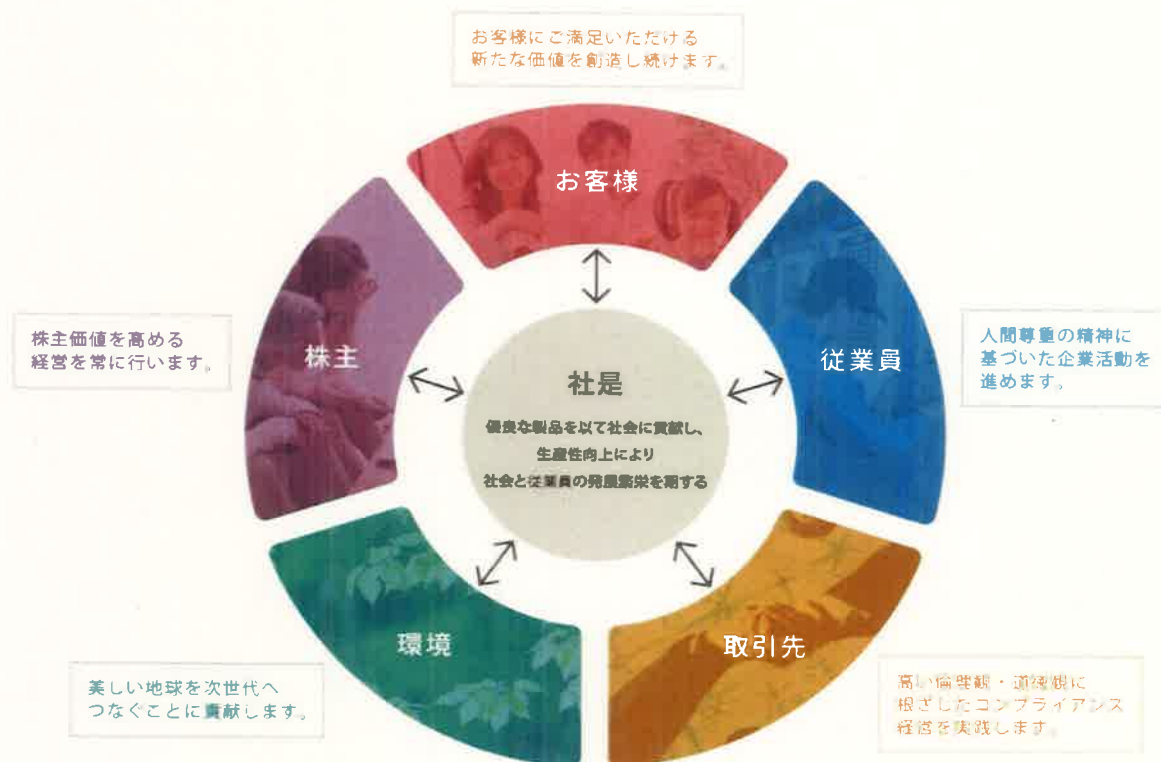 お客様にご満足いただける
新たな価値を創造し続けます。
お客様
株主価値を高める
経営を常に行います。
株主
従業員
人間尊重の精神に
基づいた企業活動を
進めます。
社是
優良な製品を以て社会に貢献し、
生産性向上により
社会と従業員の発展繁栄を期する
環境
取引先
美しい地球を次世代へ
つなぐことに貢献します。
高い倫理観・道徳観に
根ざしたコンプライアンス
経営を実践します。